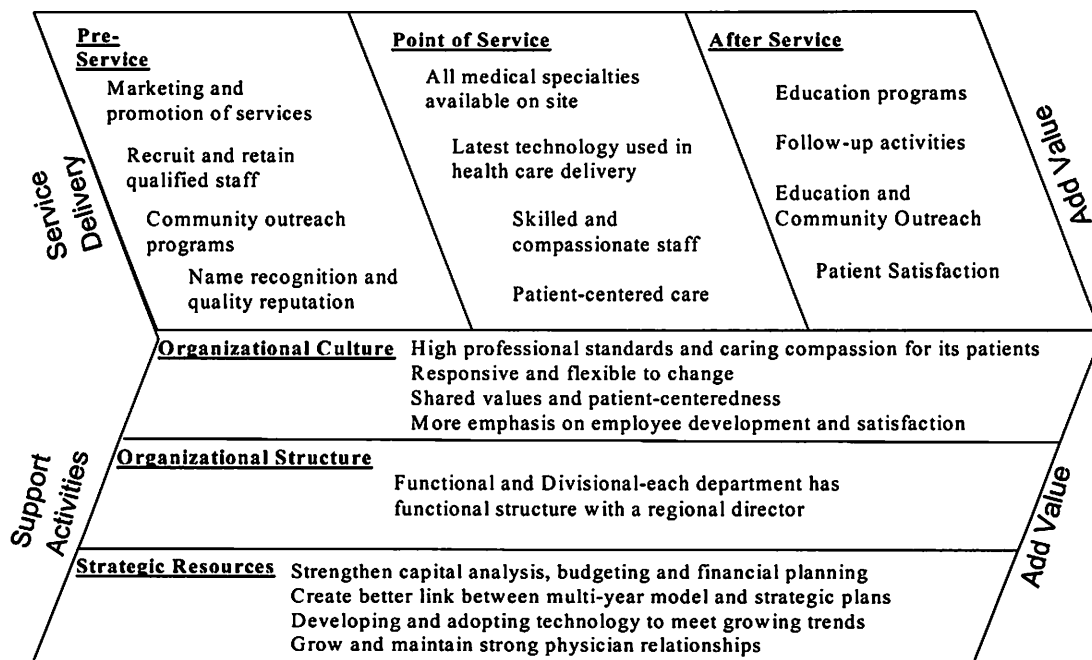 Pre-
Service
Marketing and
promotion of services
Recruit and retain
qualified staff
Community outreach
programs
Name recognition and
quality reputation
Point of Service
All medical specialties
available on site
Latest technology used in
health care delivery
Skilled and
compassionate staff
Patient-centered care
After Service
Education programs
Follow-up activities
Education and
Community Outreach
Patient Satisfaction
Service
Delivery
Add Value
Organizational Culture High professional standards and caring compassion for its patients
Responsive and flexible to change
Shared values and patient-centeredness
More emphasis on employee development and satisfaction
Organizational Structure
Functional and Divisional-each department has
functional structure with a regional director
Strategic Resources Strengthen capital analysis, budgeting and financial planning
Create better link between multi-year model and strategic plans
Developing and adopting technology to meet growing trends
Grow and maintain strong physician relationships
Support
Activities
Add Value